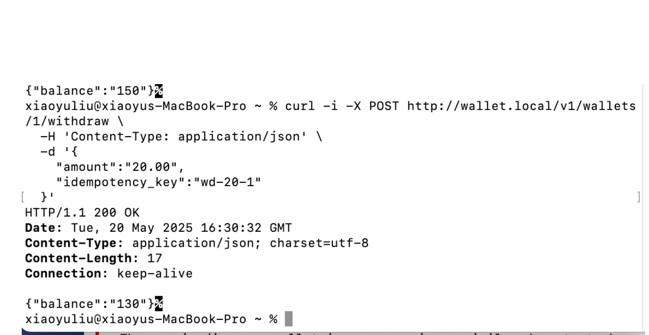 {"balance":"150"}%
xiaoyuliu@xiaoyus-MacBook-Pro ~ % curl -i -X POST http://wallet.local/v1/wallets
/1/withdraw \
  -H 'Content-Type: application/json' \
  -d '{
    "amount":"20.00",
    "idempotency_key":"wd-20-1"
[  }'                                                                          ]
HTTP/1.1 200 OK
Date: Tue, 20 May 2025 16:30:32 GMT
Content-Type: application/json; charset=utf-8
Content-Length: 17
Connection: keep-alive

{"balance":"130"}%
xiaoyuliu@xiaoyus-MacBook-Pro ~ %